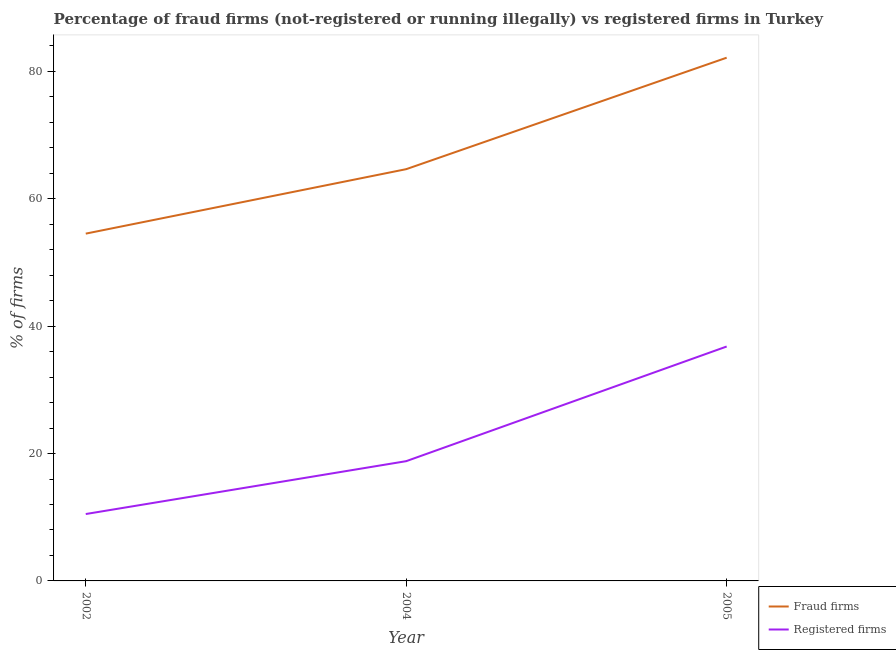 Percentage of fraud firms (not-registered or running illegally) vs registered firms in Turkey
80
60
40
20
0
% of firms
2002
2004
2005
Year
Fraud firms
Registered firms